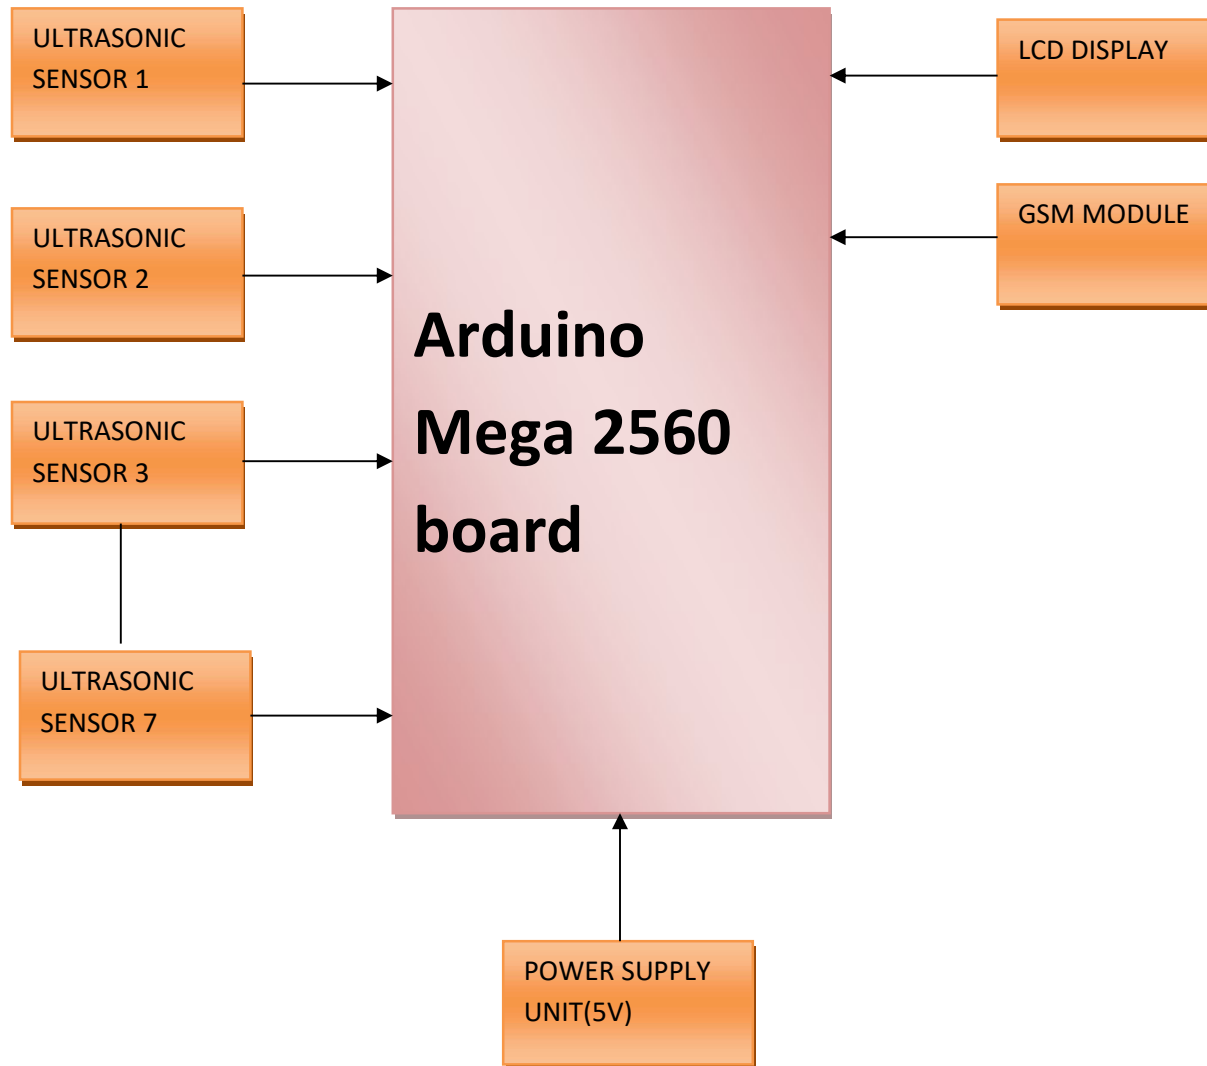 ULTRASONIC
SENSOR 1
ULTRASONIC
SENSOR 2
ULTRASONIC
SENSOR 3
ULTRASONIC
SENSOR 7
Arduino
Mega 2560
board
LCD DISPLAY
GSM MODULE
POWER SUPPLY
UNIT(5V)